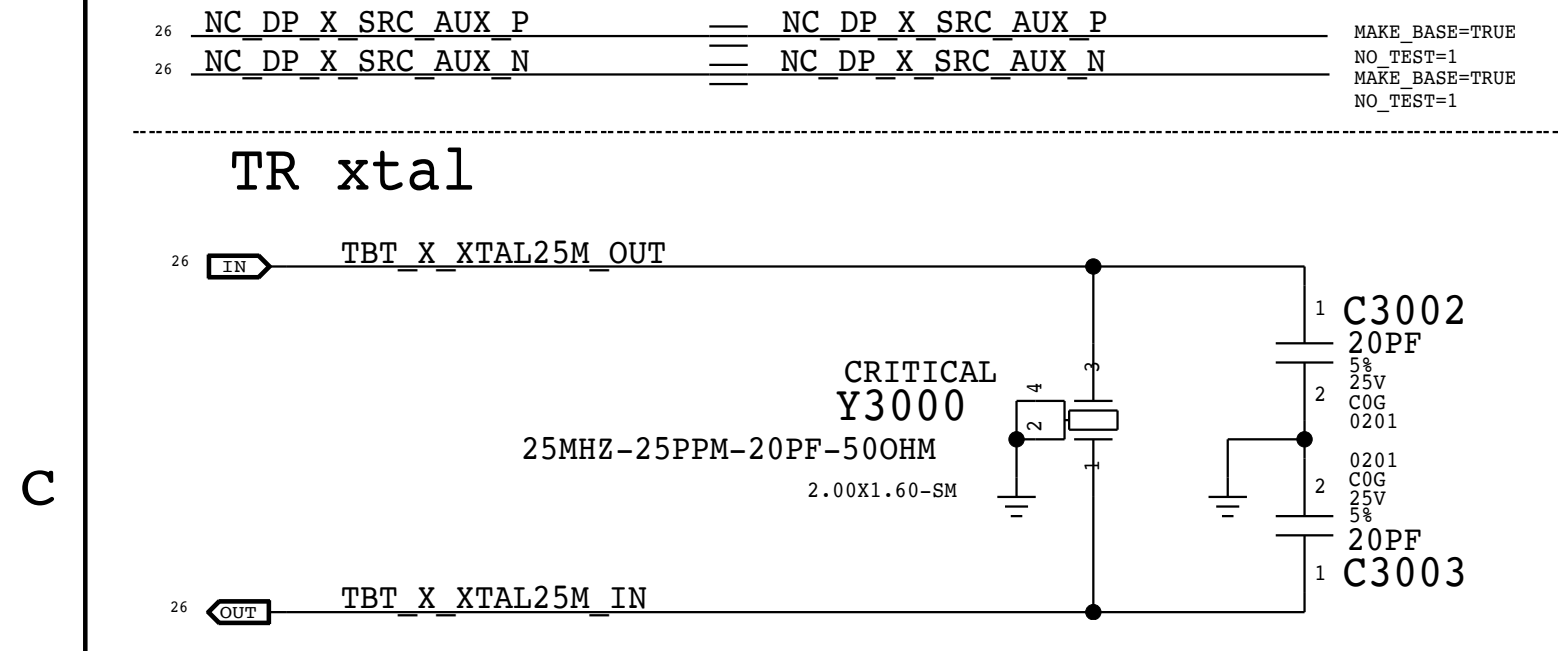 26 NC_DP_X_SRC_AUX_P NC_DP_X_SRC_AUX_P MAKE_BASE=TRUE
NO_TEST=1
26 NC_DP_X_SRC_AUX_N NC_DP_X_SRC_AUX_N MAKE_BASE=TRUE
NO_TEST=1
TR xtal
26 IN TBT_X_XTAL25M_OUT
1 C3002
20PF
5%
25V
2 C0G
0201
CRITICAL 4 3
Y3000 2
25MHZ-25PPM-20PF-50OHM 1
2.00X1.60-SM
C
0201
C0G
2 25V
5%
20PF
1 C3003
26 OUT TBT_X_XTAL25M_IN